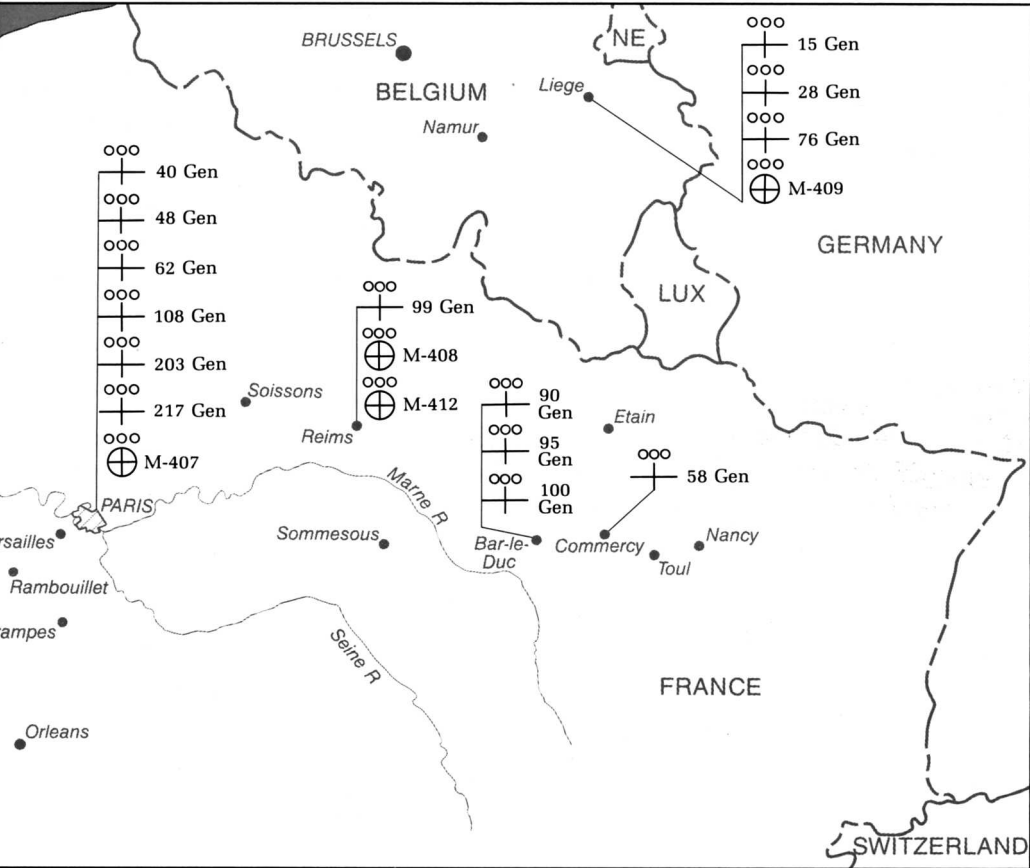 BRUSSELS
BELGIUM
Namur
Liege
NE
15 Gen
28 Gen
76 Gen
M-409
GERMANY
LUX
40 Gen
48 Gen
62 Gen
108 Gen
203 Gen
217 Gen
M-407
99 Gen
M-408
M-412
Soissons
Reims
90
Gen
95
Gen
100
Gen
Etain
58 Gen
PARIS
Marne R
rsailles
Sommesous
Bar-le-
Duc
Commercy
Nancy
Toul
Rambouillet
ampes
Seine R
FRANCE
Orleans
SWITZERLAND